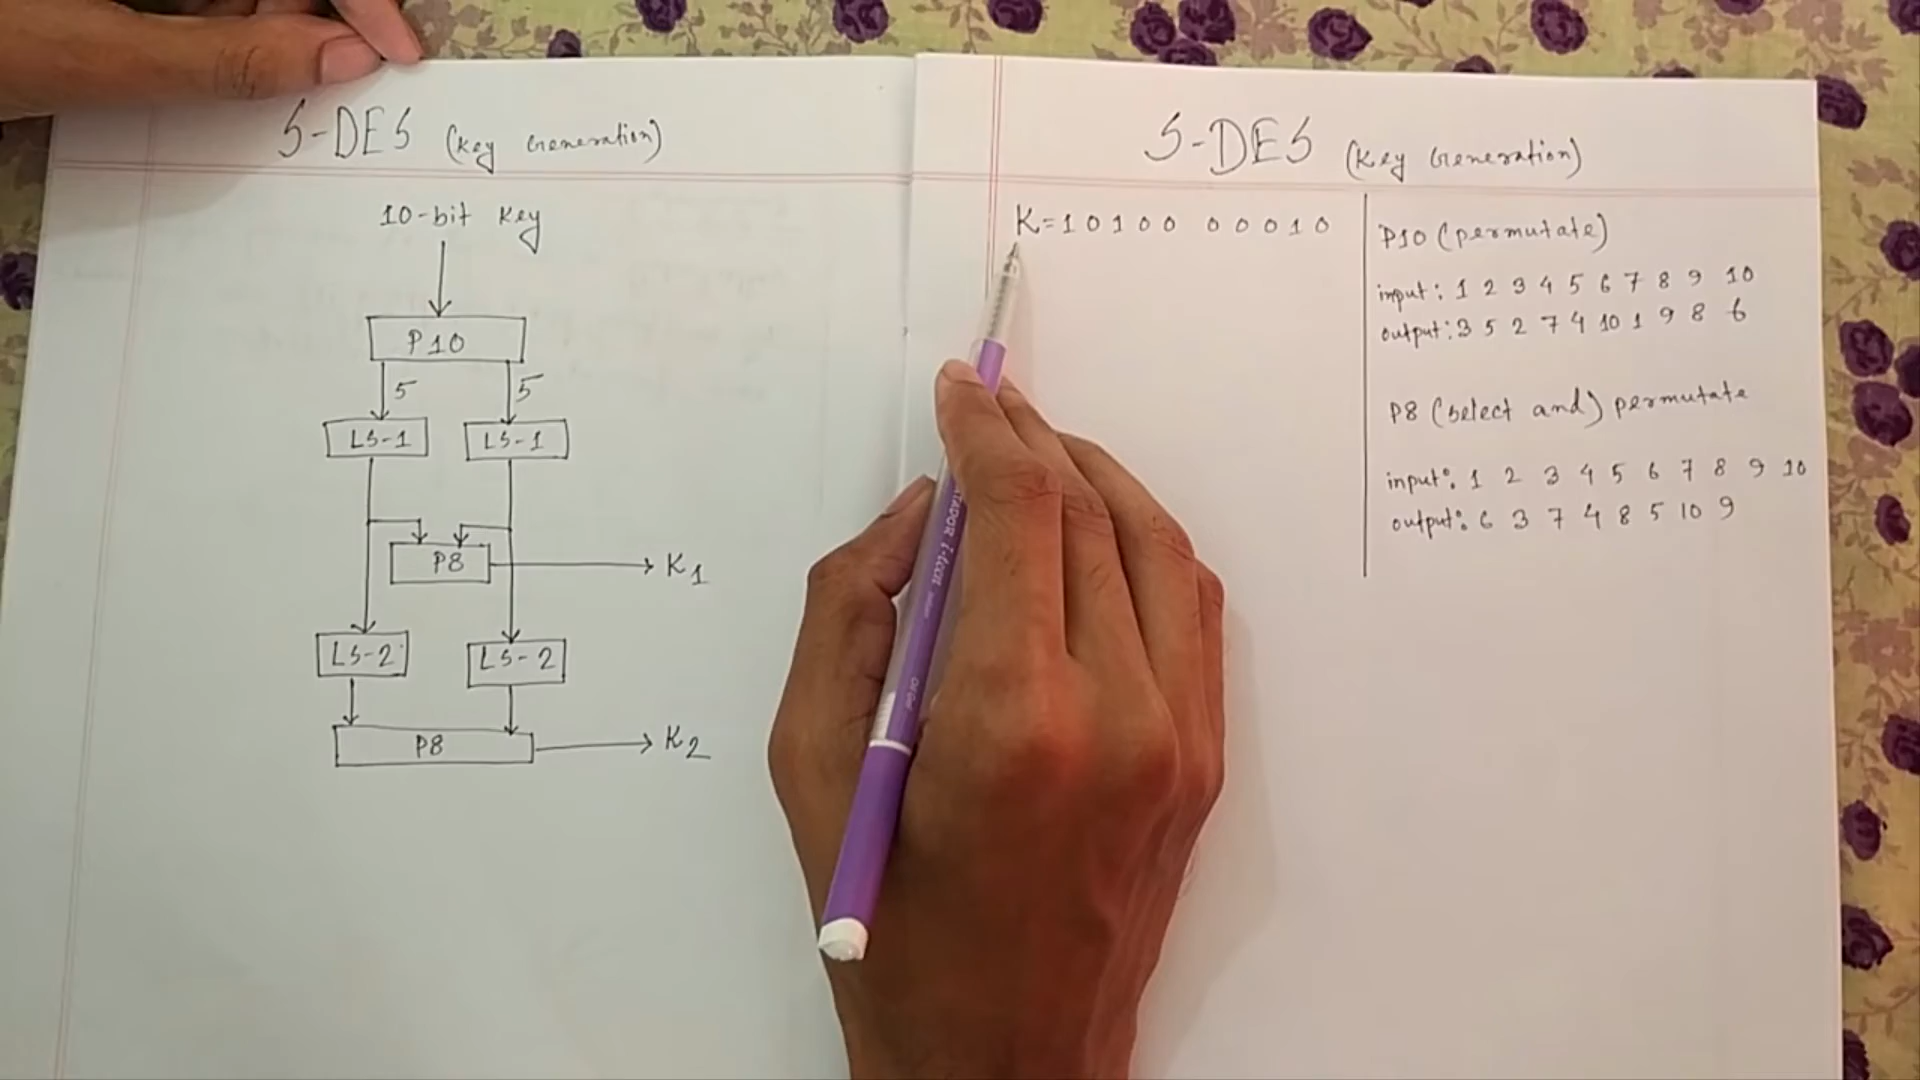 S-DES (Key Generation)
10-bit Key
P10
5 5
LS-1 LS-1
P8 K1
LS-2 LS-2
P8 K2
S-DES (Key Generation)
K=10100 00010
P10 (permutate)
input: 1 2 3 4 5 6 7 8 9 10
output: 3 5 2 7 4 10 1 9 8 6
P8 (select and) permutate
input: 1 2 3 4 5 6 7 8 9 10
output: 6 3 7 4 8 5 10 9